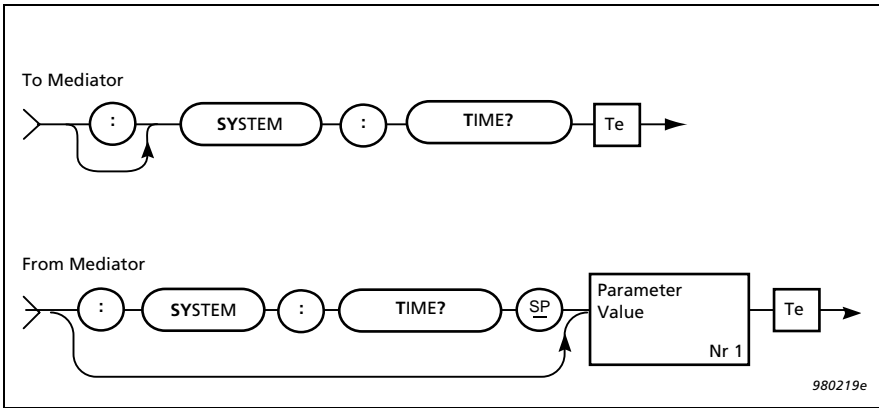 To Mediator
: SYSTEM : TIME? Te
From Mediator
: SYSTEM : TIME? SP Parameter
Value
Nr 1
Te
980219e